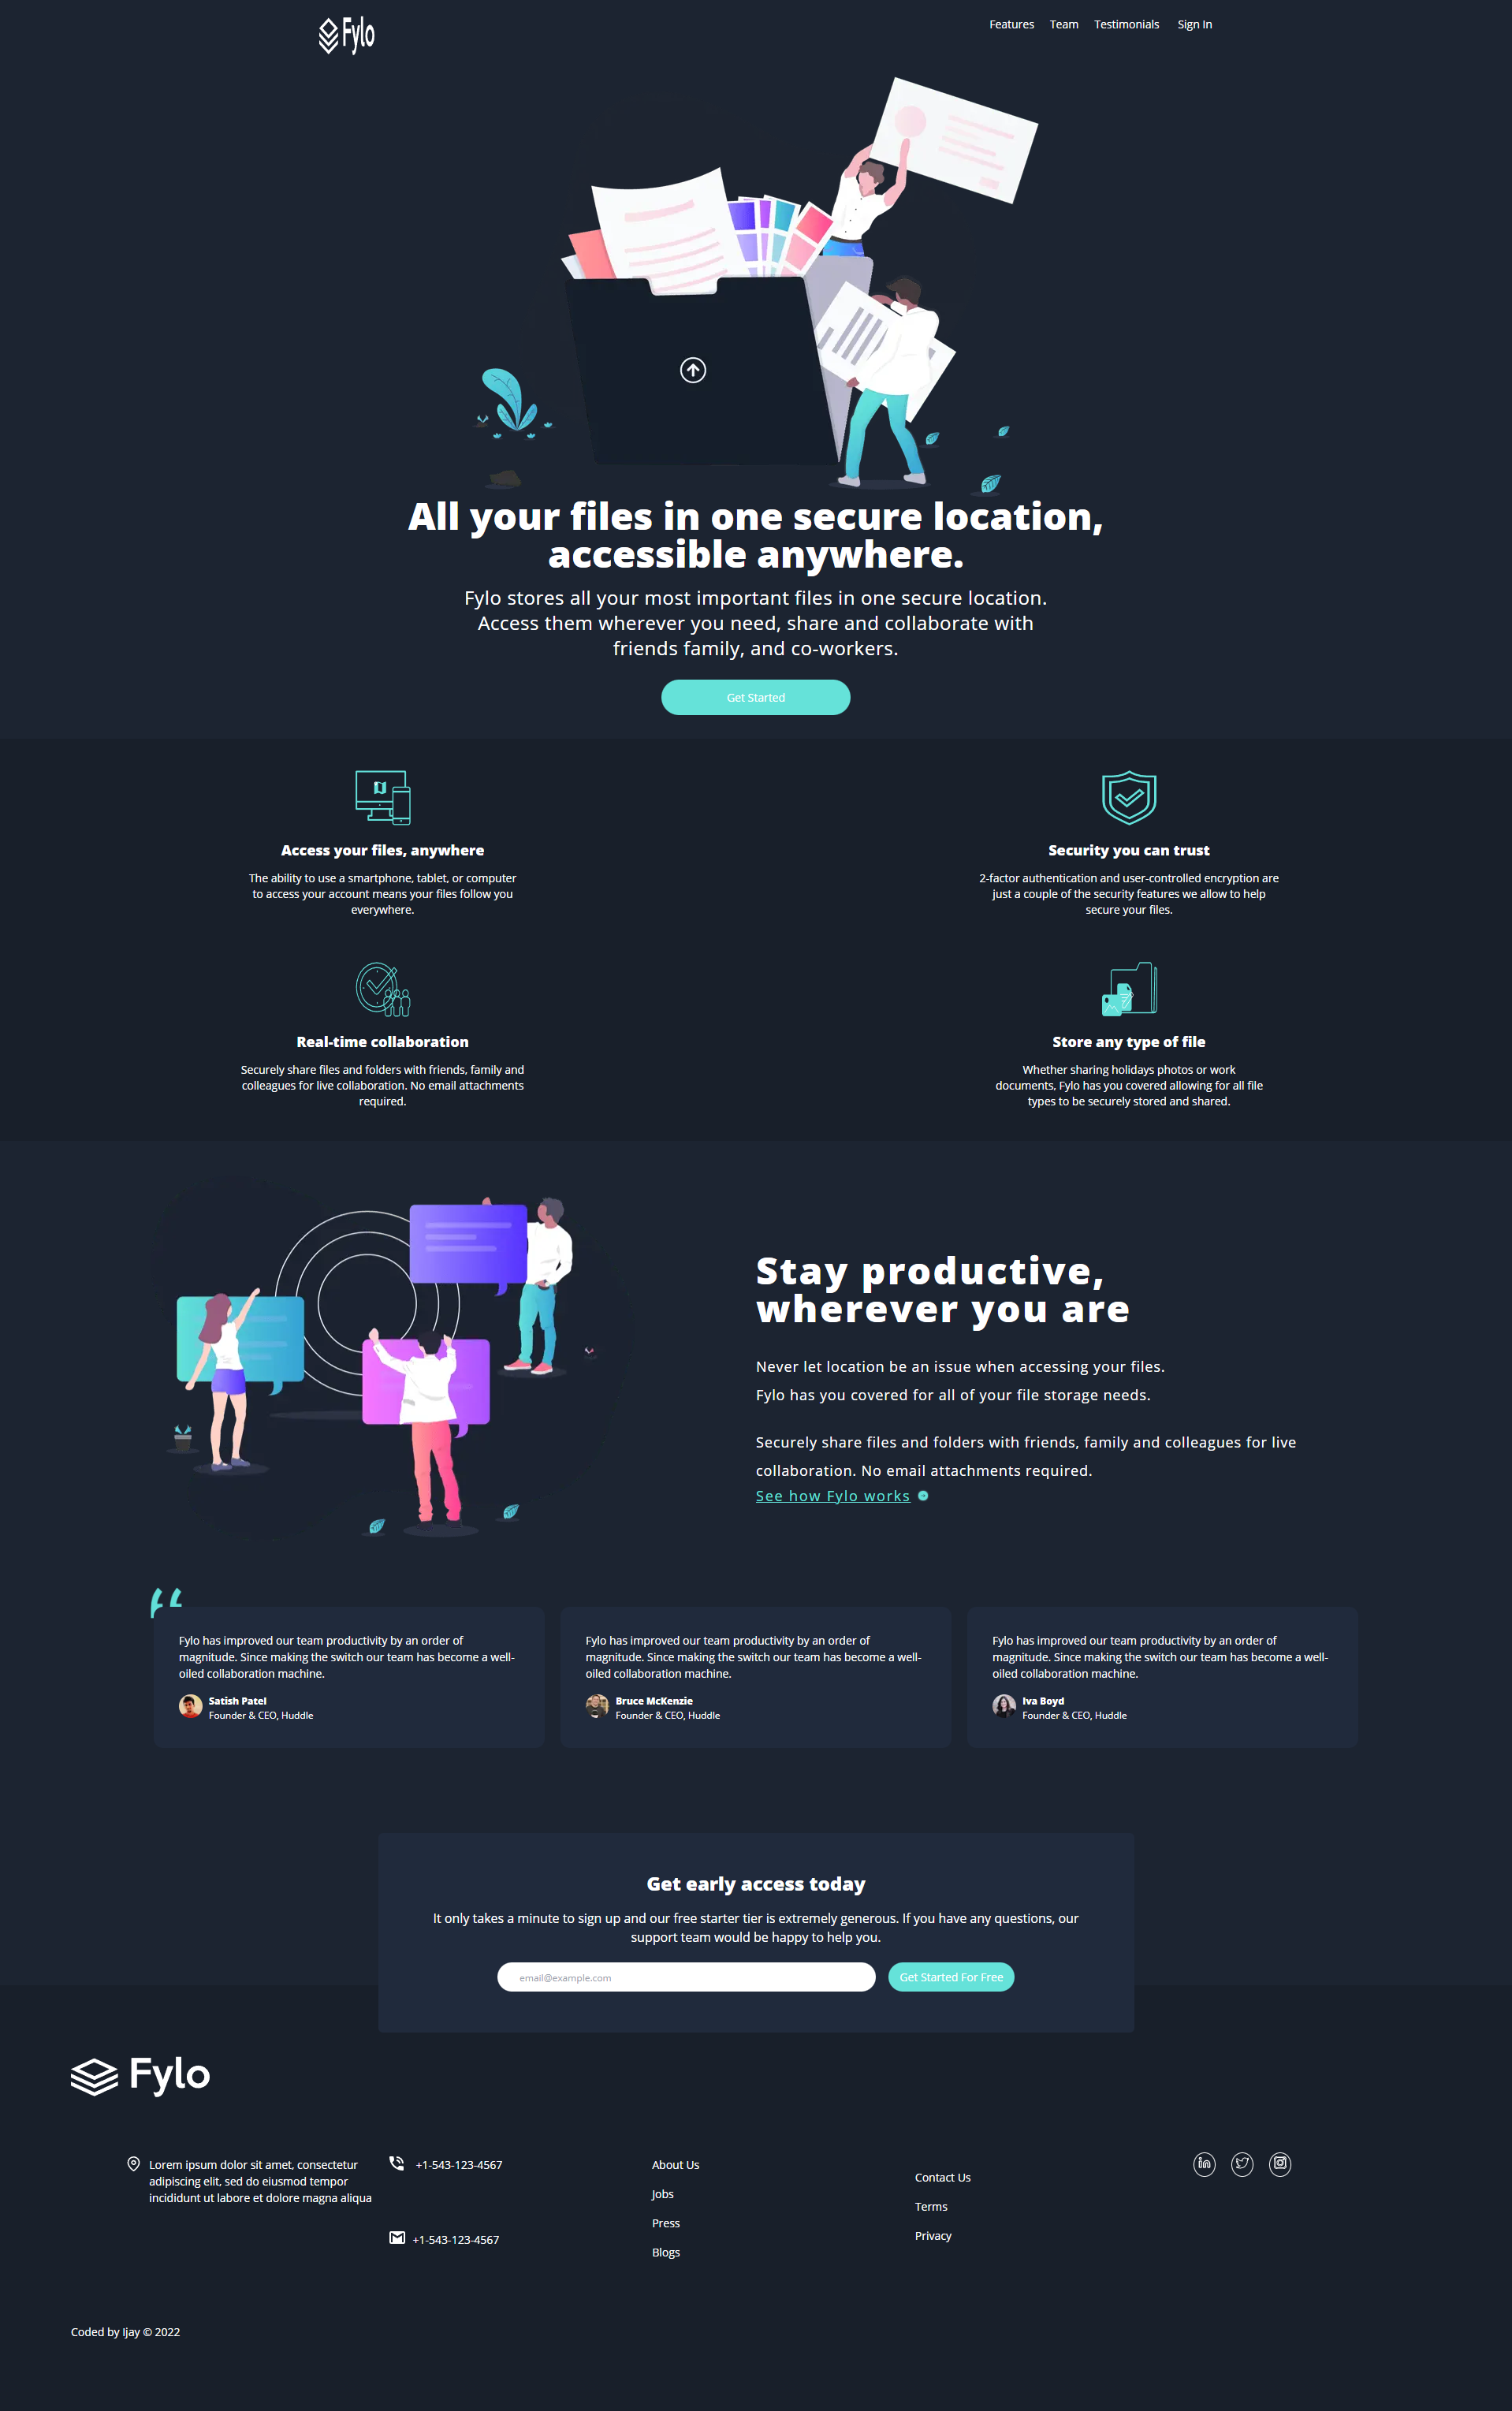 Fylo
Features
Team
Testimonials
Sign In
All your files in one secure location,
accessible anywhere.
Fylo stores all your most important files in one secure location.
Access them wherever you need, share and collaborate with
friends family, and co-workers.
Get Started
Access your files, anywhere
The ability to use a smartphone, tablet, or computer
to access your account means your files follow you
everywhere.
Security you can trust
2-factor authentication and user-controlled encryption are
just a couple of the security features we allow to help
secure your files.
Real-time collaboration
Securely share files and folders with friends, family and
colleagues for live collaboration. No email attachments
required.
Store any type of file
Whether sharing holidays photos or work
documents, Fylo has you covered allowing for all file
types to be securely stored and shared.
Stay productive,
wherever you are
Never let location be an issue when accessing your files.
Fylo has you covered for all of your file storage needs.
Securely share files and folders with friends, family and colleagues for live
collaboration. No email attachments required.
See how Fylo works
Fylo has improved our team productivity by an order of
magnitude. Since making the switch our team has become a well-
oiled collaboration machine.
Satish Patel
Founder & CEO, Huddle
Fylo has improved our team productivity by an order of
magnitude. Since making the switch our team has become a well-
oiled collaboration machine.
Bruce McKenzie
Founder & CEO, Huddle
Fylo has improved our team productivity by an order of
magnitude. Since making the switch our team has become a well-
oiled collaboration machine.
Iva Boyd
Founder & CEO, Huddle
Get early access today
It only takes a minute to sign up and our free starter tier is extremely generous. If you have any questions, our
support team would be happy to help you.
email@example.com
Get Started For Free
Fylo
Lorem ipsum dolor sit amet, consectetur
adipiscing elit, sed do eiusmod tempor
incididunt ut labore et dolore magna aliqua
+1-543-123-4567
+1-543-123-4567
About Us
Jobs
Press
Blogs
Contact Us
Terms
Privacy
Coded by Ijay © 2022